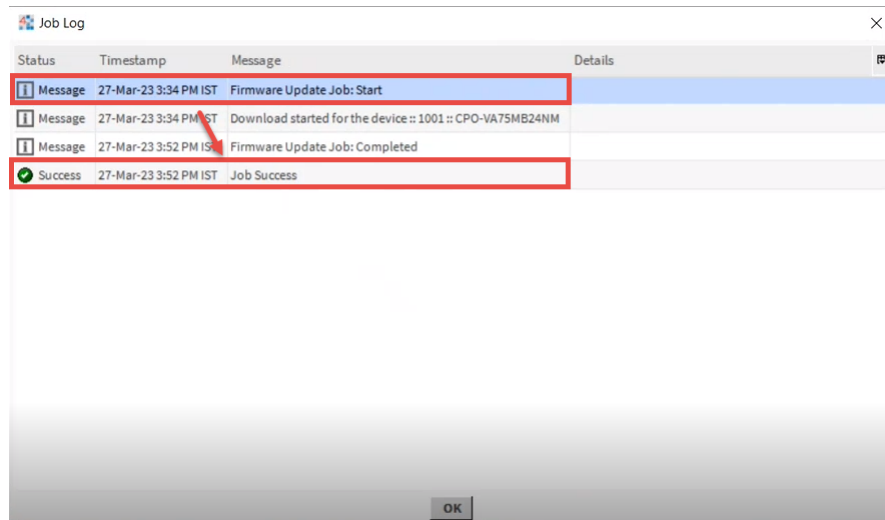 Job Log
Status Timestamp Message Details
Message 27-Mar-23 3:34 PM IST Firmware Update Job: Start
Message 27-Mar-23 3:34 PM IST Download started for the device :: 1001 :: CPO-VA75MB24NM
Message 27-Mar-23 3:52 PM IST Firmware Update Job: Completed
Success 27-Mar-23 3:52 PM IST Job Success
OK